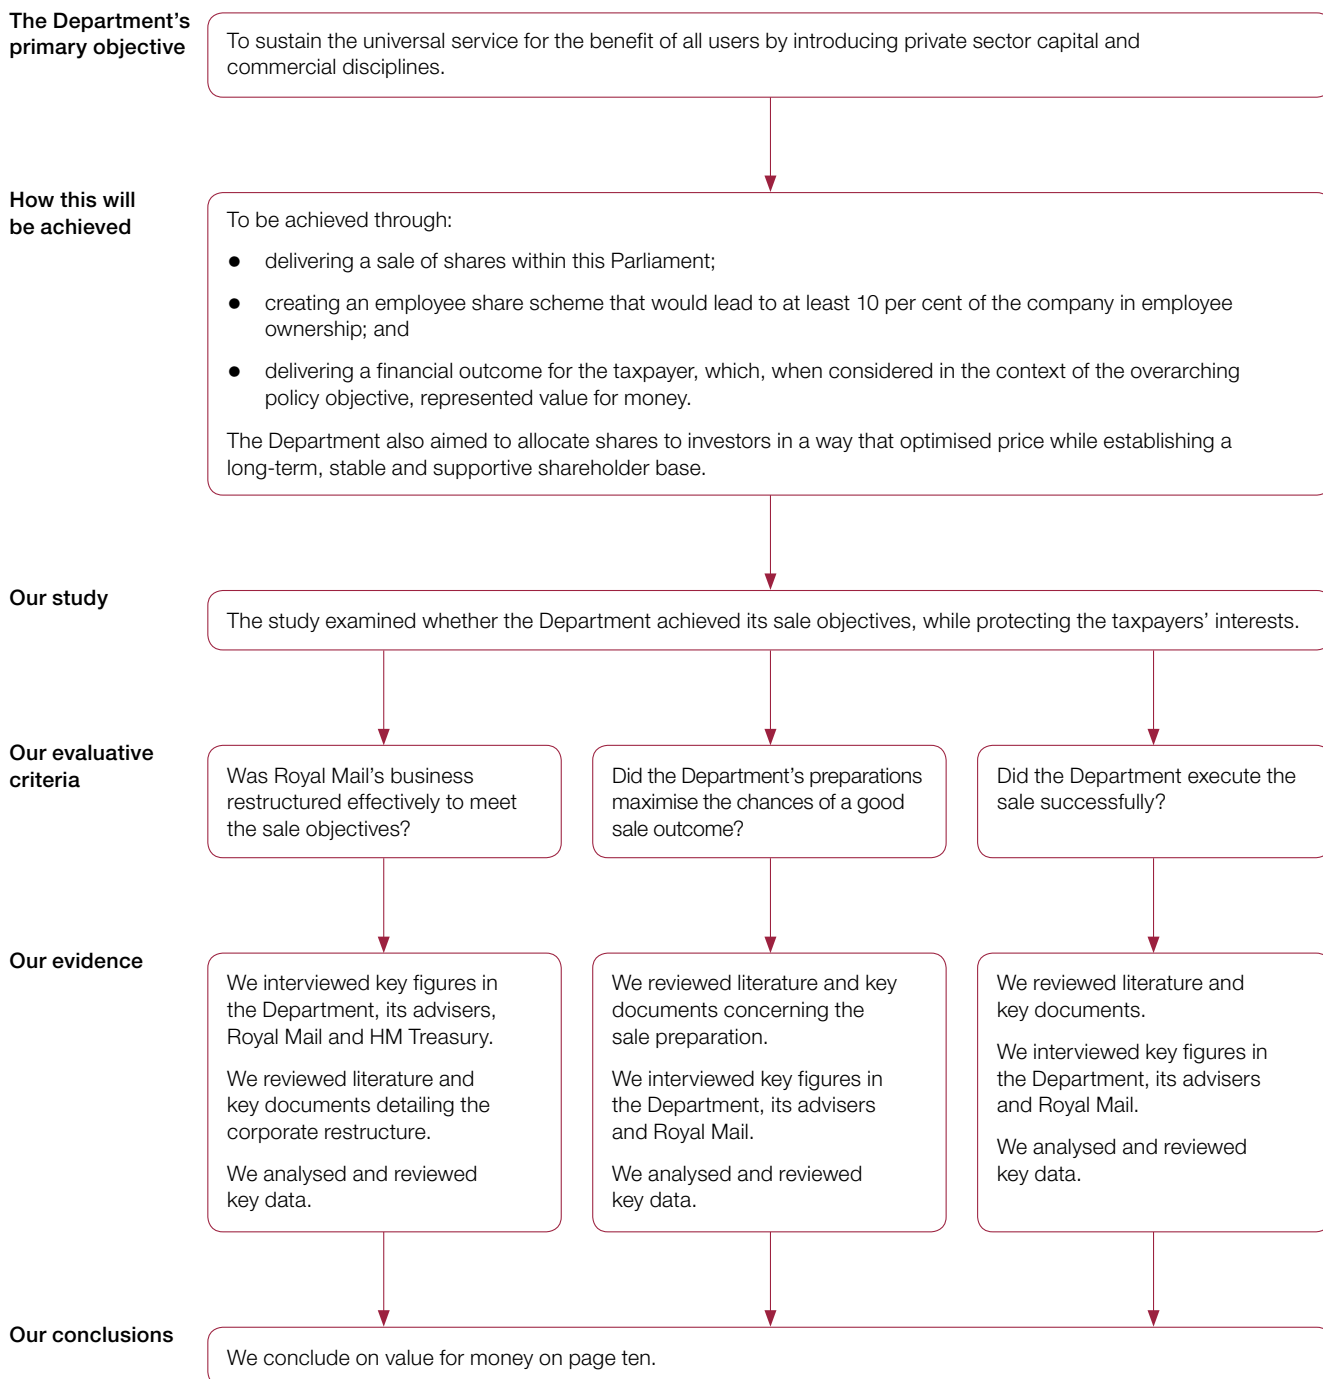 The Department's
primary objective
To sustain the universal service for the benefit of all users by introducing private sector capital and
commercial disciplines.
How this will
be achieved
To be achieved through:
● delivering a sale of shares within this Parliament;
● creating an employee share scheme that would lead to at least 10 per cent of the company in employee
ownership; and
● delivering a financial outcome for the taxpayer, which, when considered in the context of the overarching
policy objective, represented value for money.
The Department also aimed to allocate shares to investors in a way that optimised price while establishing a
long-term, stable and supportive shareholder base.
Our study
The study examined whether the Department achieved its sale objectives, while protecting the taxpayers' interests.
Our evaluative
criteria
Was Royal Mail's business
restructured effectively to meet
the sale objectives?
Did the Department's preparations
maximise the chances of a good
sale outcome?
Did the Department execute the
sale successfully?
Our evidence
We interviewed key figures in
the Department, its advisers,
Royal Mail and HM Treasury.
We reviewed literature and
key documents detailing the
corporate restructure.
We analysed and reviewed
key data.
We reviewed literature and key
documents concerning the
sale preparation.
We interviewed key figures in
the Department, its advisers
and Royal Mail.
We analysed and reviewed
key data.
We reviewed literature and
key documents.
We interviewed key figures in
the Department, its advisers
and Royal Mail.
We analysed and reviewed
key data.
Our conclusions
We conclude on value for money on page ten.